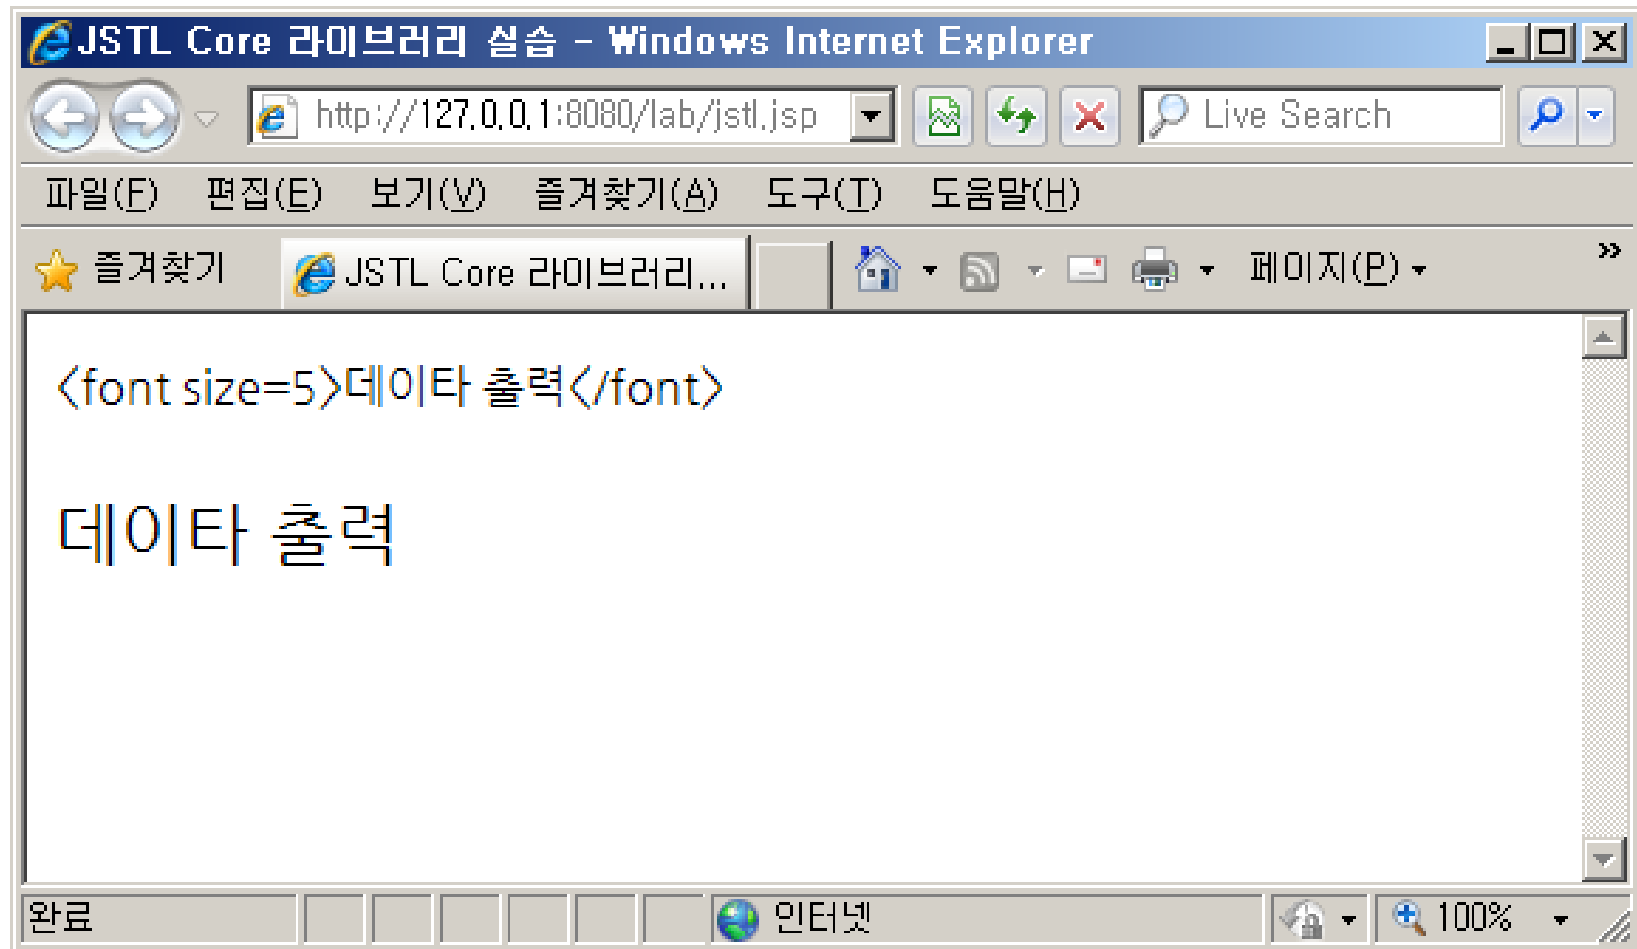 JSTL Core 라이브러리 실습 - Windows Internet Explorer
http://127.0.0.1:8080/lab/jstl.jsp Live Search
파일(F) 편집(E) 보기(V) 즐겨찾기(A) 도구(T) 도움말(H)
즐겨찾기 JSTL Core 라이브러리... 페이지(P) »
<font size=5>데이타 출력</font>
데이타 출력
완료 인터넷 100%